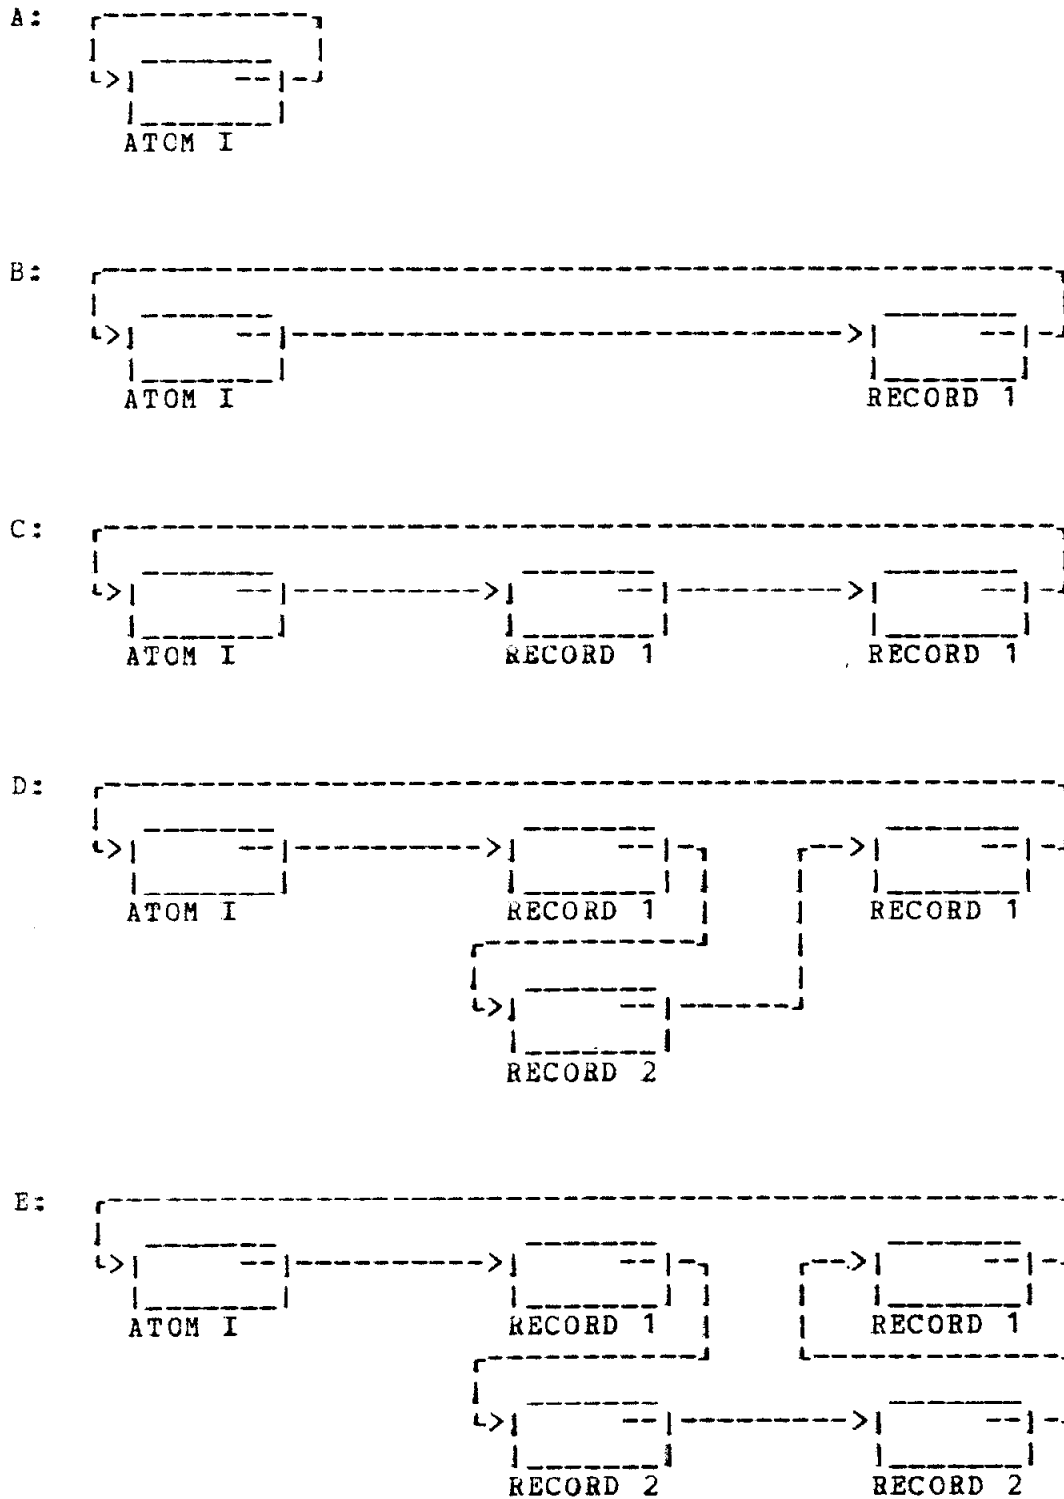 A:
ATOM I
B:
ATOM I RECORD 1
C:
ATOM I RECORD 1 RECORD 1
D:
ATOM I RECORD 1 RECORD 1
RECORD 2
E:
ATOM I RECORD 1 RECORD 1
RECORD 2 RECORD 2